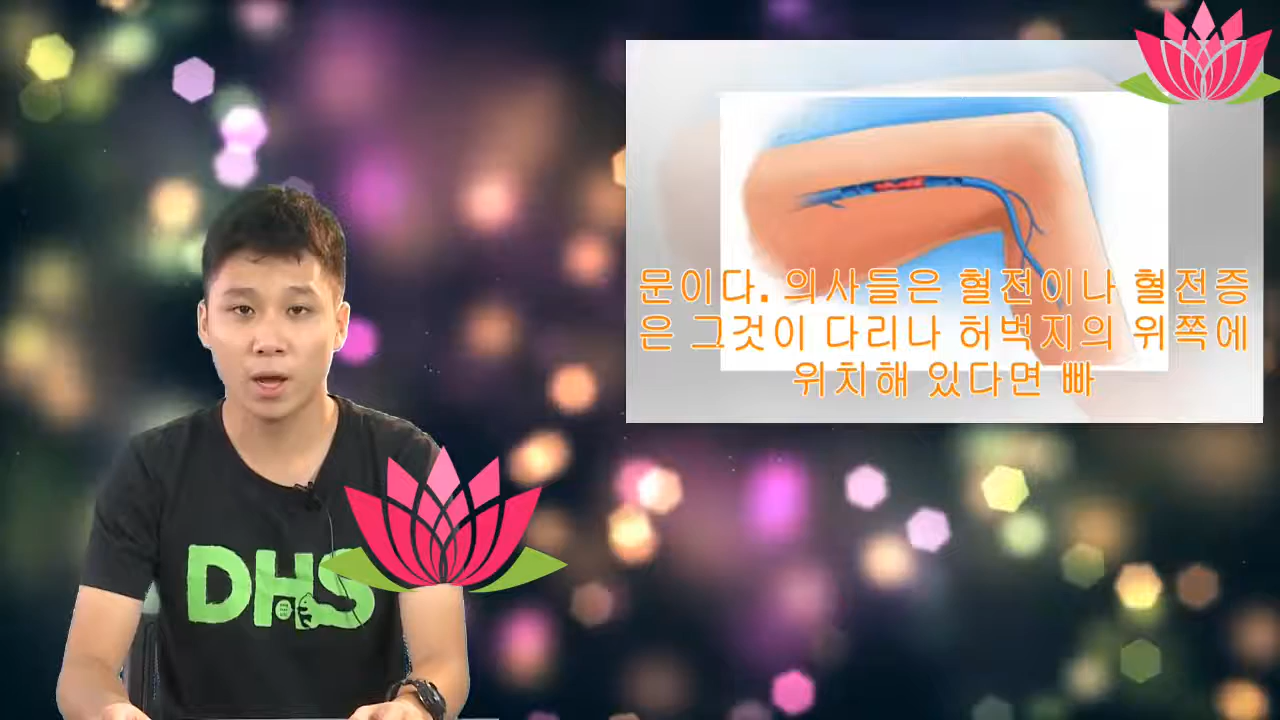 문이다. 의사들은 혈전이나 혈전증
은 그것이 다리나 허벅지의 위쪽에
위치해 있다면 빠
DHS